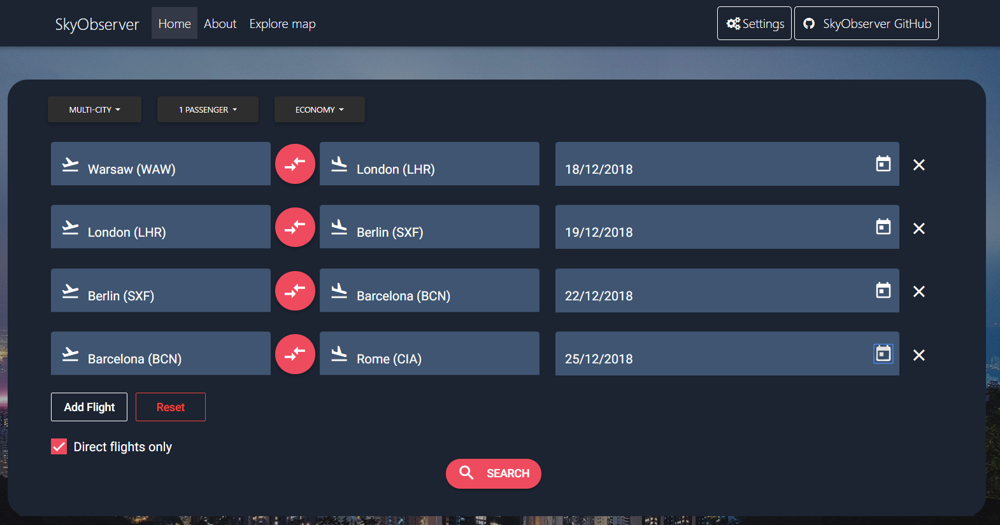 SkyObserver Home About Explore map Settings SkyObserver GitHub
MULTI-CITY 1 PASSENGER ECONOMY
Warsaw (WAW) London (LHR) 18/12/2018
London (LHR) Berlin (SXF) 19/12/2018
Berlin (SXF) Barcelona (BCN) 22/12/2018
Barcelona (BCN) Rome (CIA) 25/12/2018
Add Flight Reset
Direct flights only
SEARCH